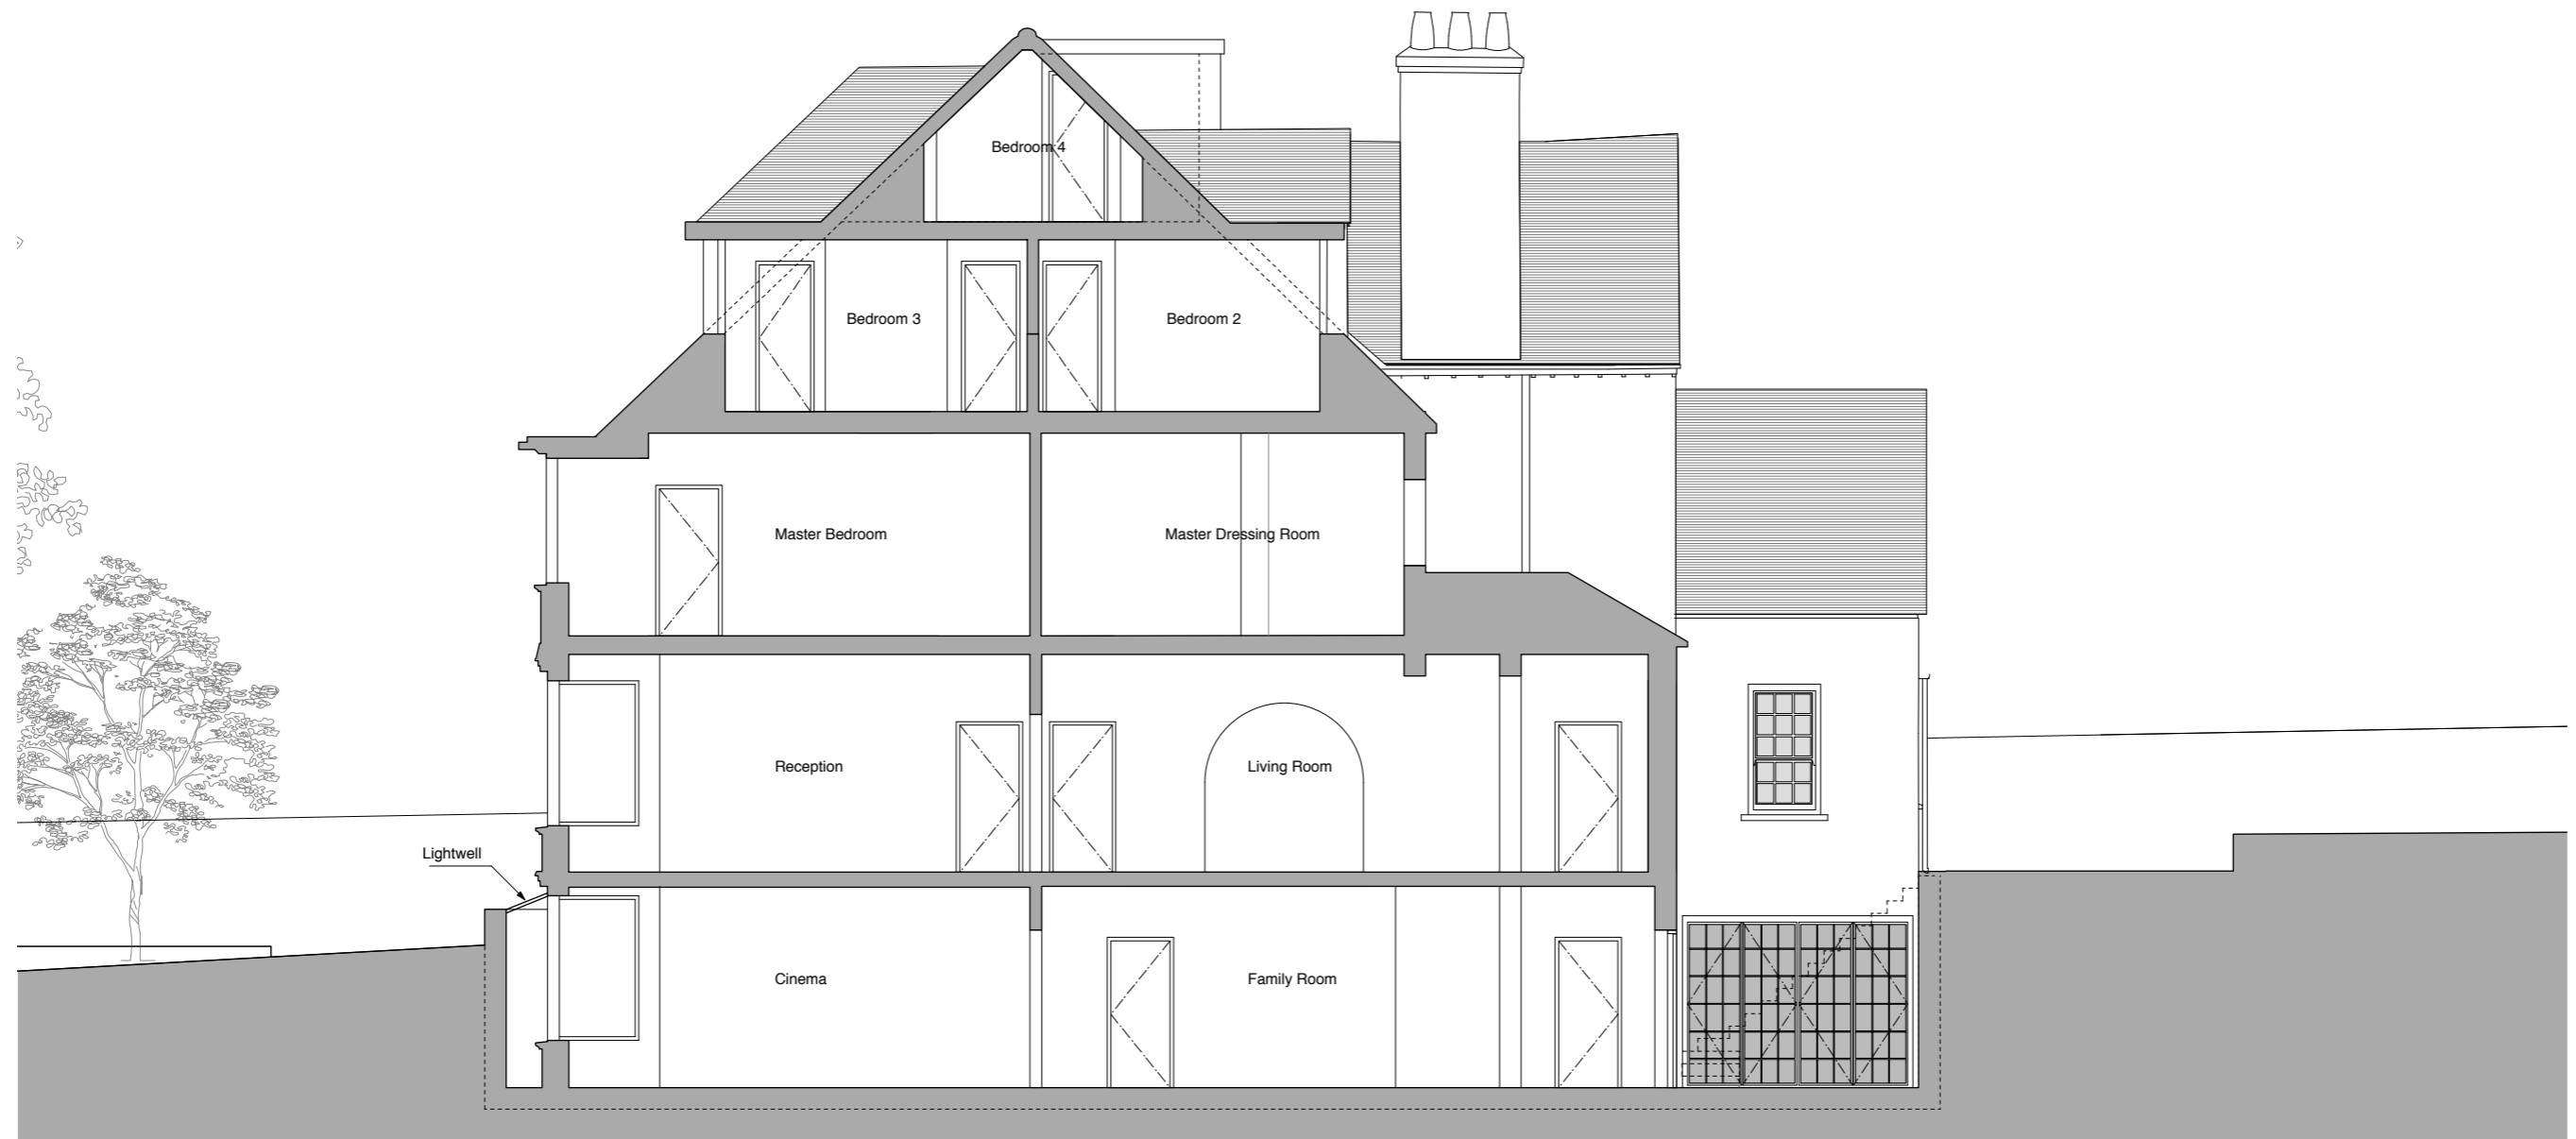 Bedroom 4
Bedroom 3
Bedroom 2
Master Bedroom
Master Dressing Room
Reception
Living Room
Lightwell
Cinema
Family Room